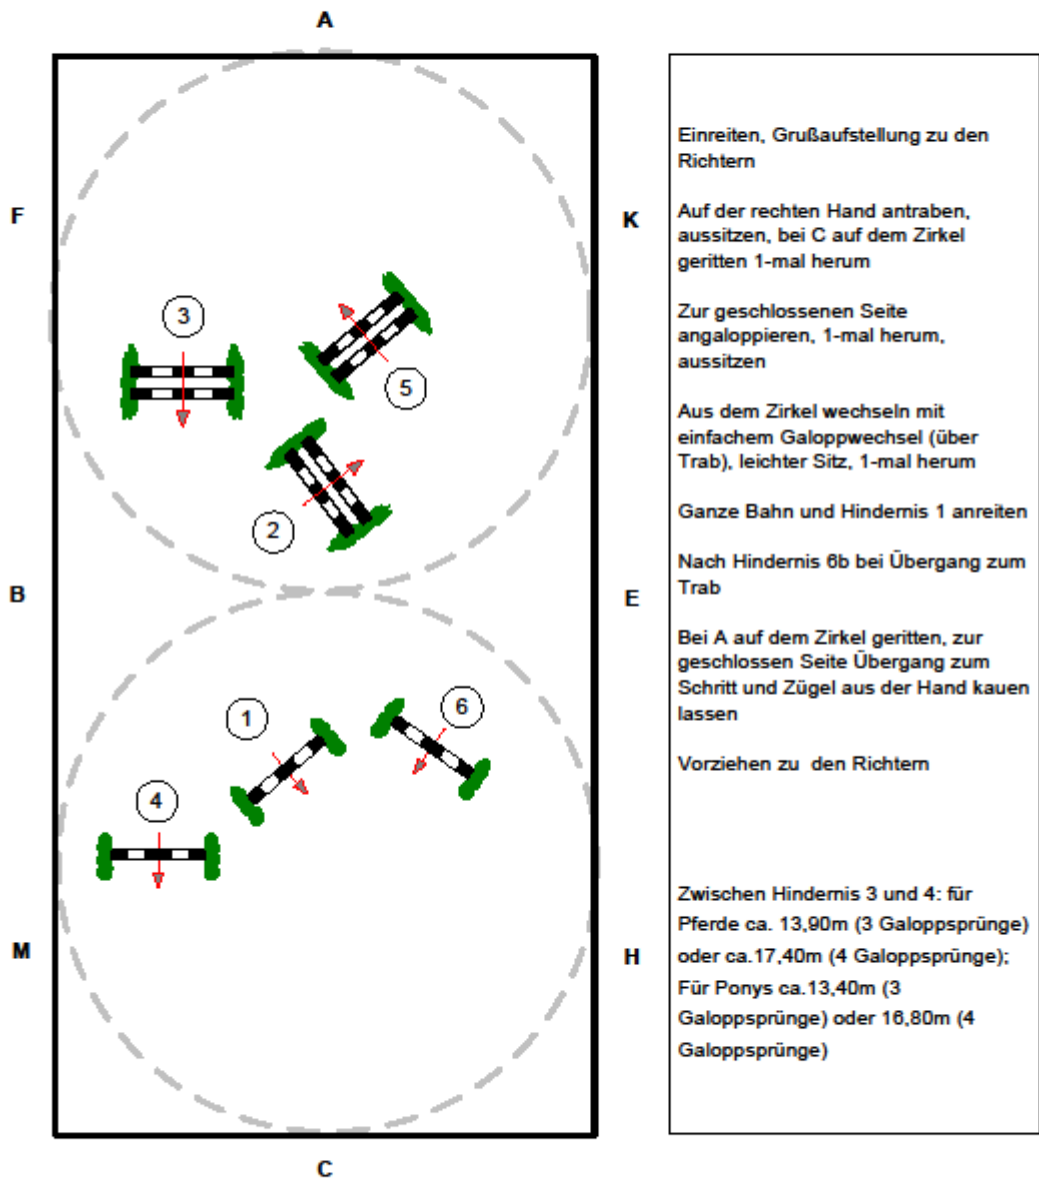 A
F
K
3
5
2
B
E
1
6
4
M
H
C
Einreiten, Grußaufstellung zu den
Richtern
Auf der rechten Hand antraben,
aussitzen, bei C auf dem Zirkel
geritten 1-mal herum
Zur geschlossenen Seite
angaloppieren, 1-mal herum,
aussitzen
Aus dem Zirkel wechseln mit
einfachem Galoppwechsel (über
Trab), leichter Sitz, 1-mal herum
Ganze Bahn und Hindernis 1 anreiten
Nach Hindernis 6b bei Übergang zum
Trab
Bei A auf dem Zirkel geritten, zur
geschlossen Seite Übergang zum
Schritt und Zügel aus der Hand kauen
lassen
Vorziehen zu  den Richtern
Zwischen Hindernis 3 und 4: für
Pferde ca. 13,90m (3 Galoppsprünge)
oder ca.17,40m (4 Galoppsprünge);
Für Ponys ca.13,40m (3
Galoppsprünge) oder 16,80m (4
Galoppsprünge)